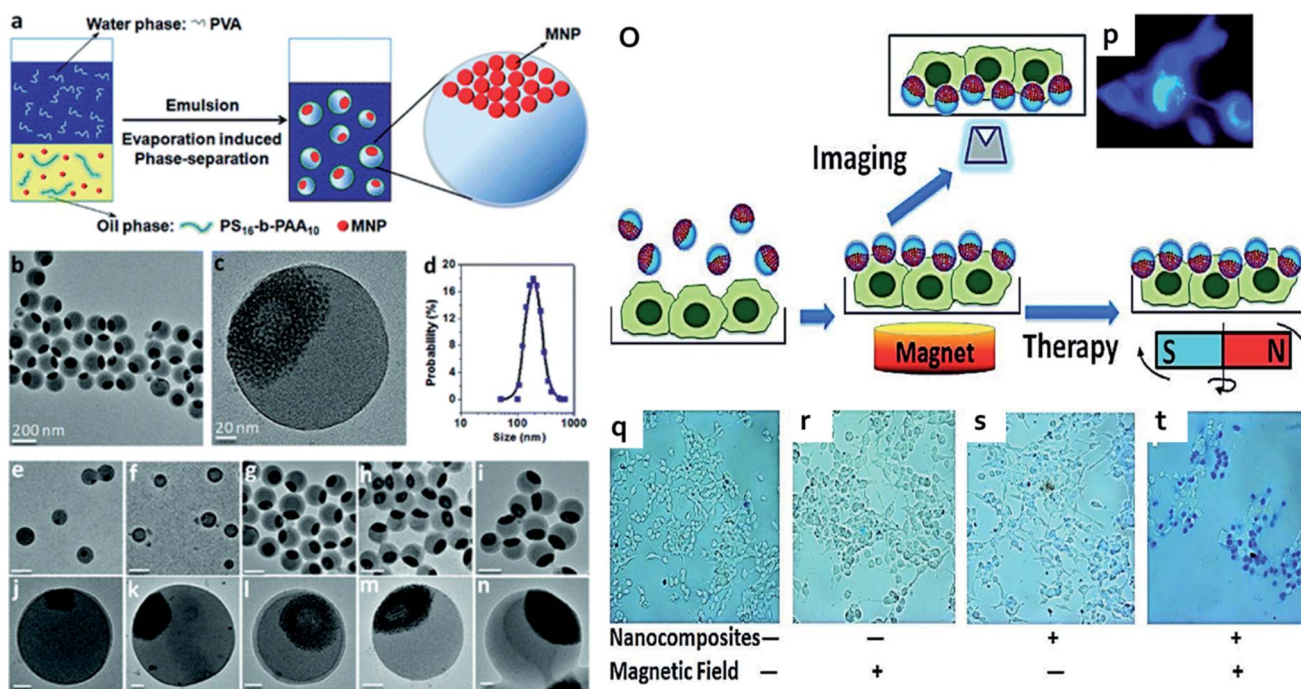 a
Water phase: PVA
Emulsion
Evaporation induced
Phase-separation
MNP
Oil phase: PS16-b-PAA10 MNP
b
200 nm
c
20 nm
d
Probability (%)
20
16
12
8
4
0
1 10 100 1000
Size (nm)
e f g h i
j k l m n
O
p
Imaging
Magnet
Therapy
S N
q r s t
Nanocomposites — — + +
Magnetic Field — + — +